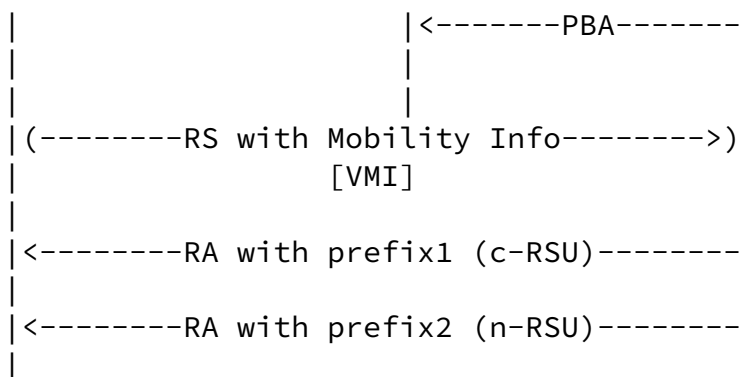 |                   |<-------PBA-------
|                   |
|                   |
|(--------RS with Mobility Info-------->)
|               [VMI]
|
|<--------RA with prefix1 (c-RSU)--------
|
|<--------RA with prefix2 (n-RSU)--------
|